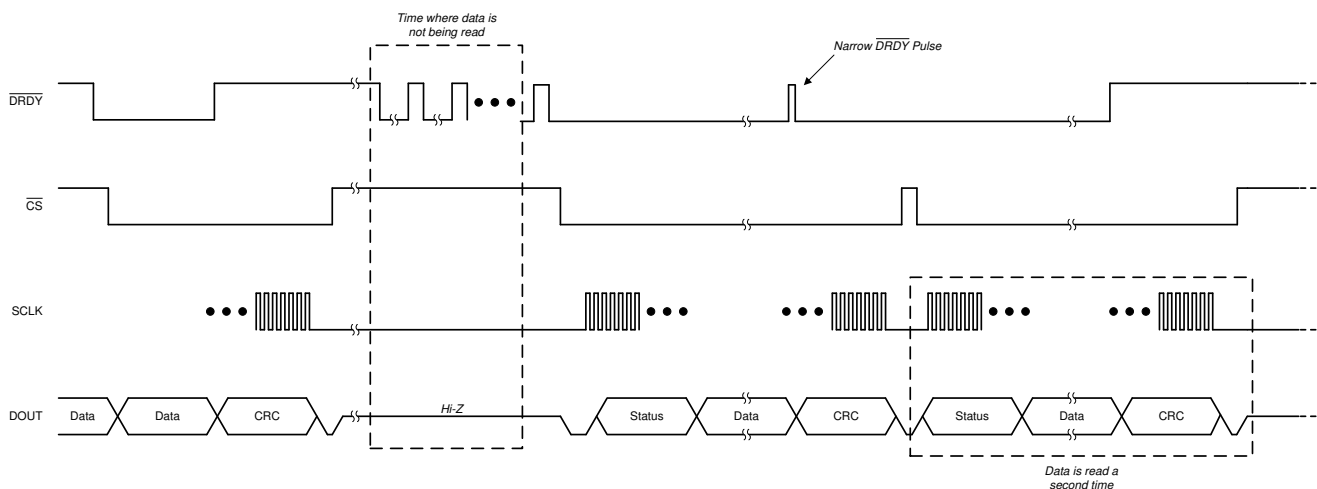 Time where data is
not being read
Narrow DRDY Pulse
DRDY
CS
SCLK
DOUT
Data
Data
CRC
Hi-Z
Status
Data
CRC
Status
Data
CRC
Data is read a
second time